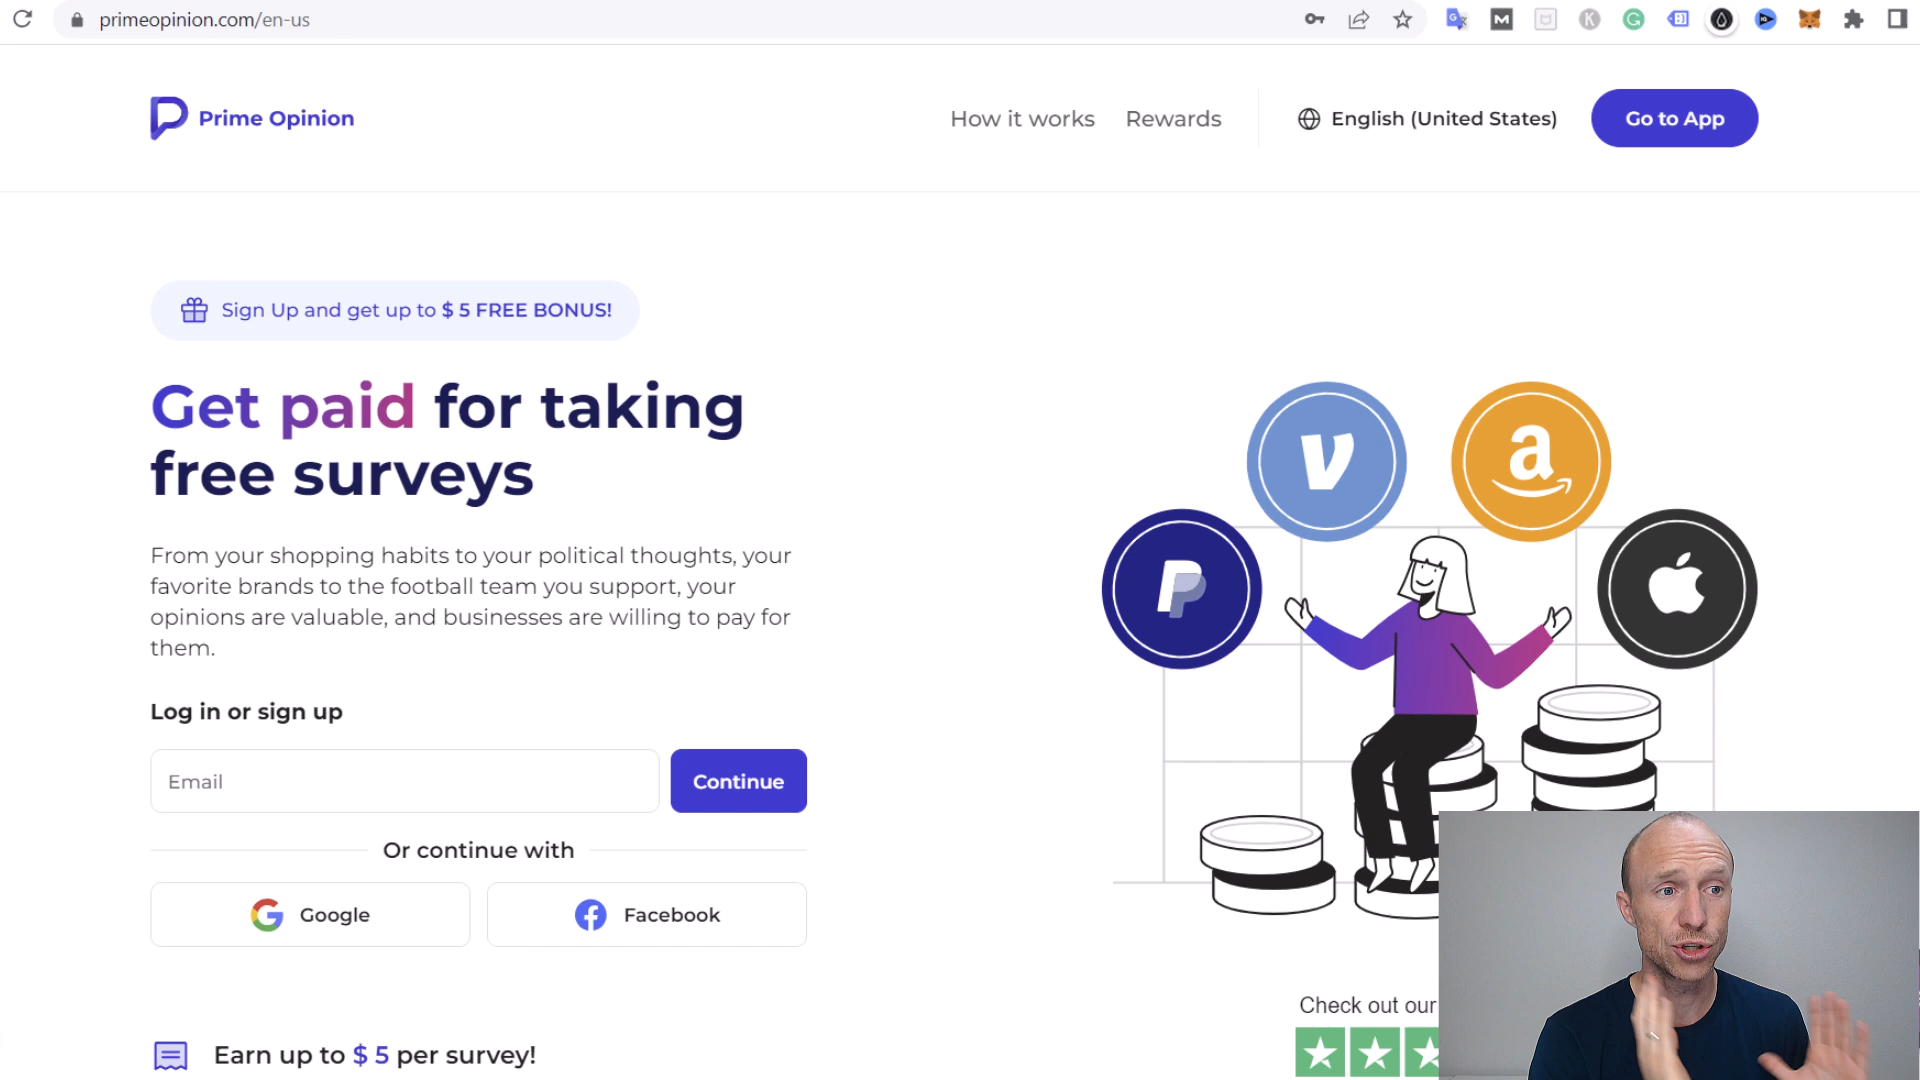 primeopinion.com/en-us
Prime Opinion
How it works
Rewards
English (United States)
Go to App
Sign Up and get up to $ 5 FREE BONUS!
Get paid for taking
free surveys
From your shopping habits to your political thoughts, your
favorite brands to the football team you support, your
opinions are valuable, and businesses are willing to pay for
them.
Log in or sign up
Email
Continue
Or continue with
Google
Facebook
Check out our
Earn up to $ 5 per survey!